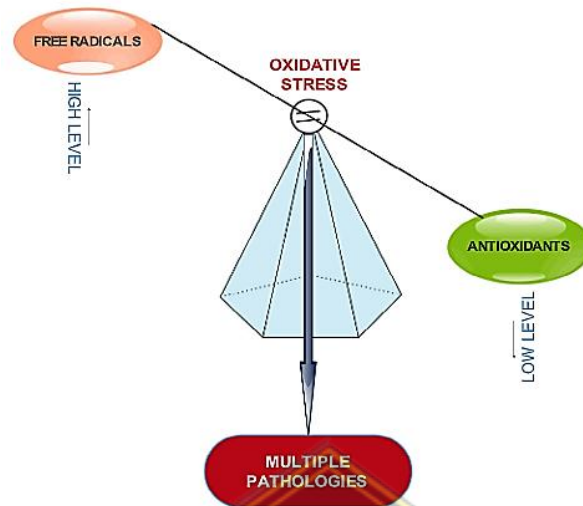 FREE RADICALS
OXIDATIVE
STRESS
HIGH LEVEL
ANTIOXIDANTS
LOW LEVEL
MULTIPLE
PATHOLOGIES